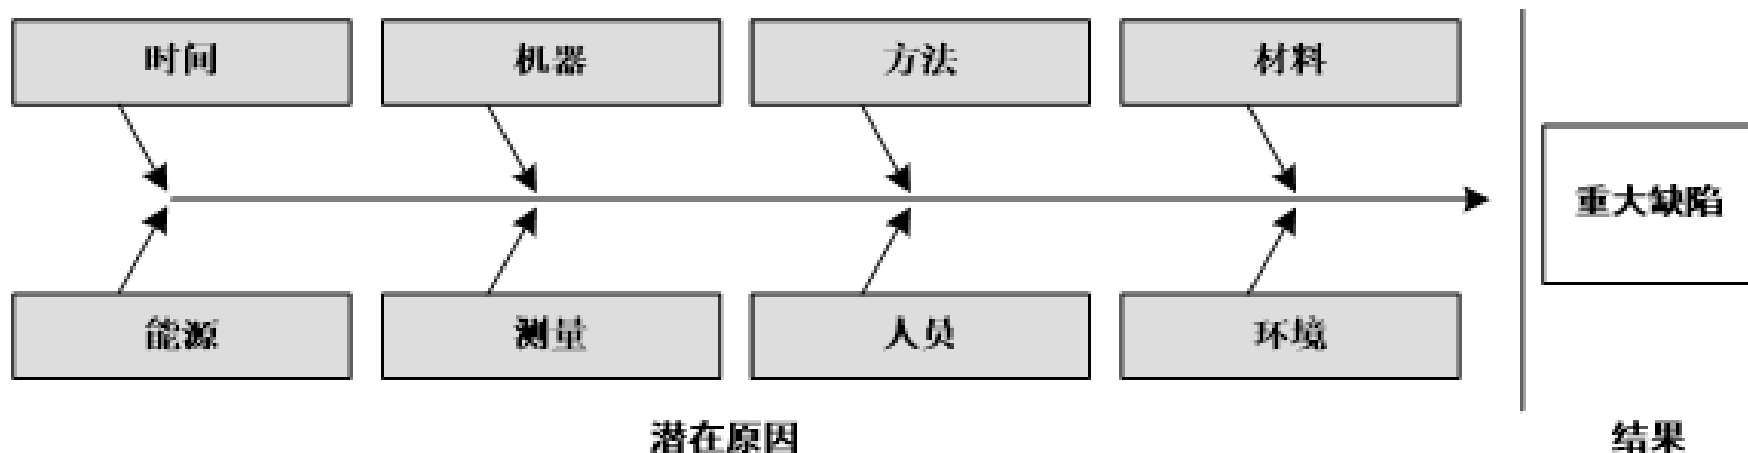 时间 机器 方法 材料
重大缺陷
能源 测量 人员 环境
潜在原因 结果